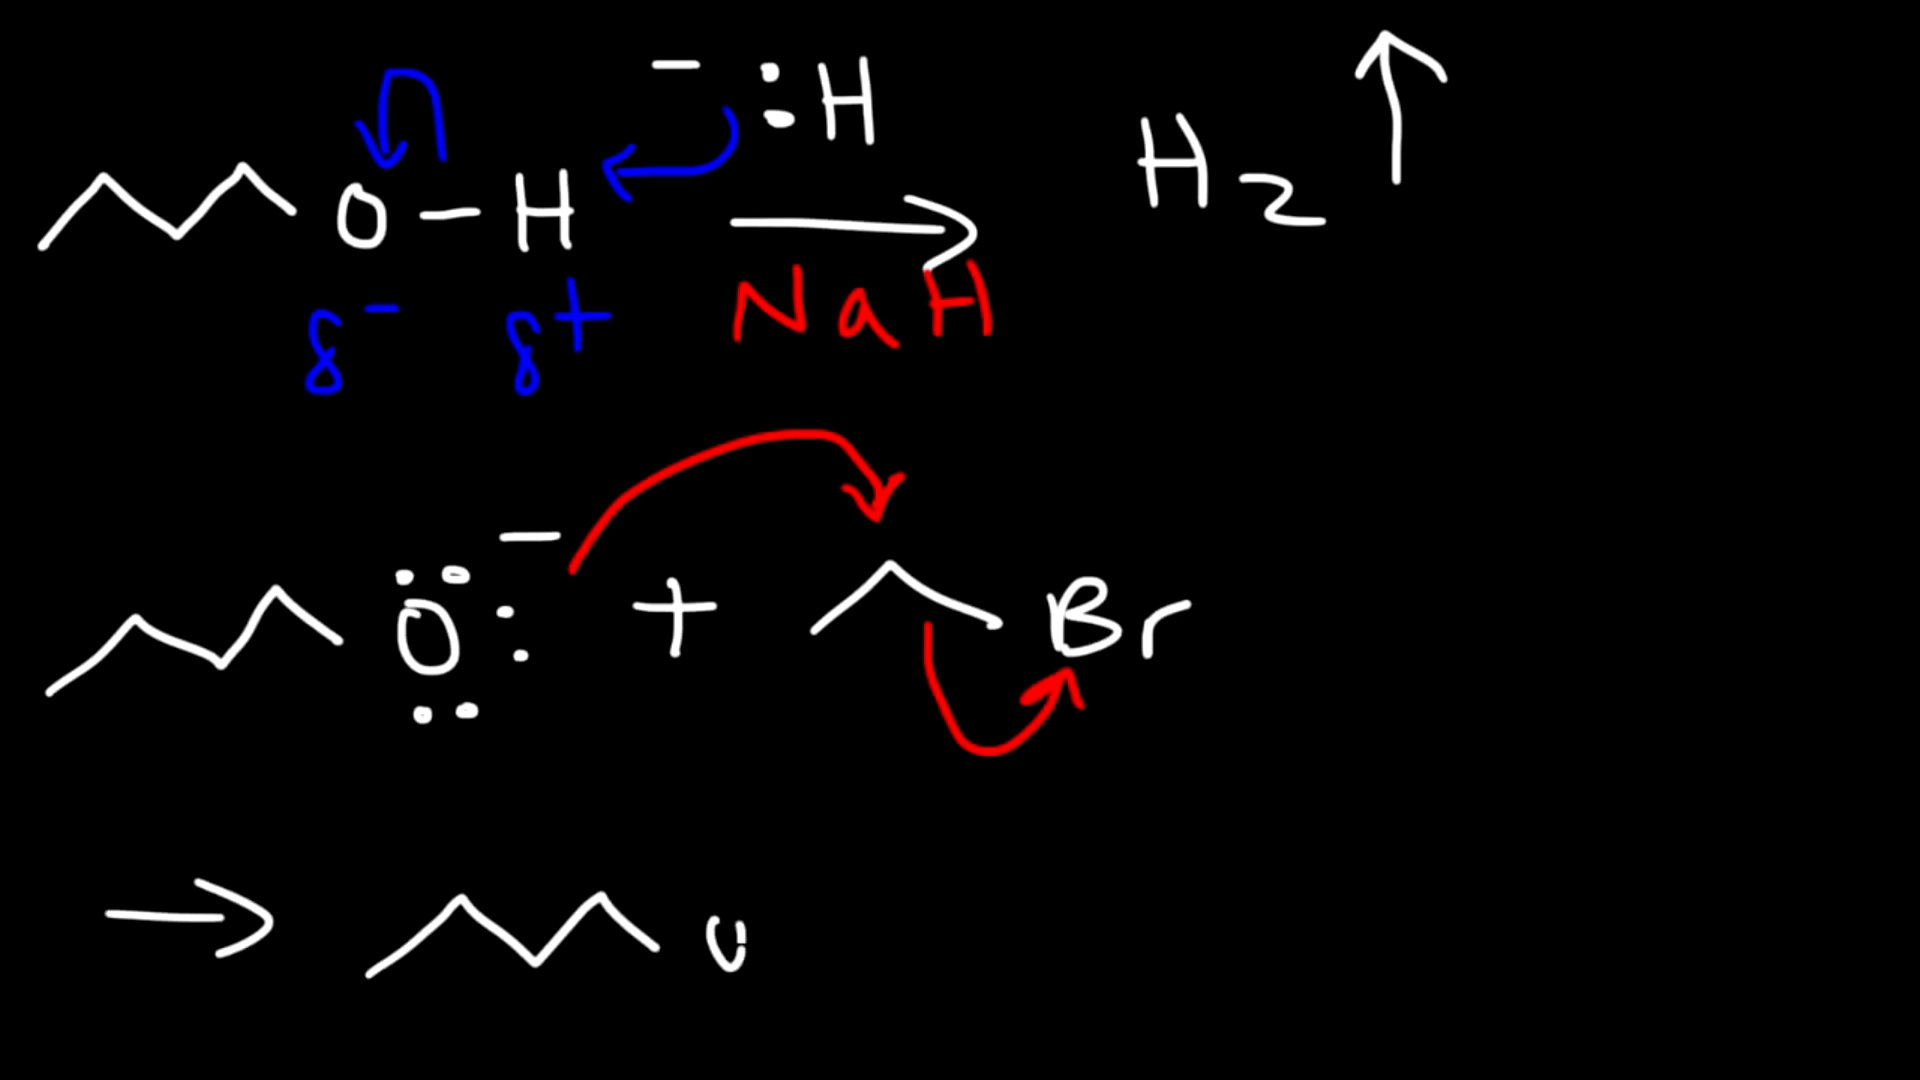 − :H
H2 ↑
O – H
NaH
δ− δ+
:O: − + Br
→